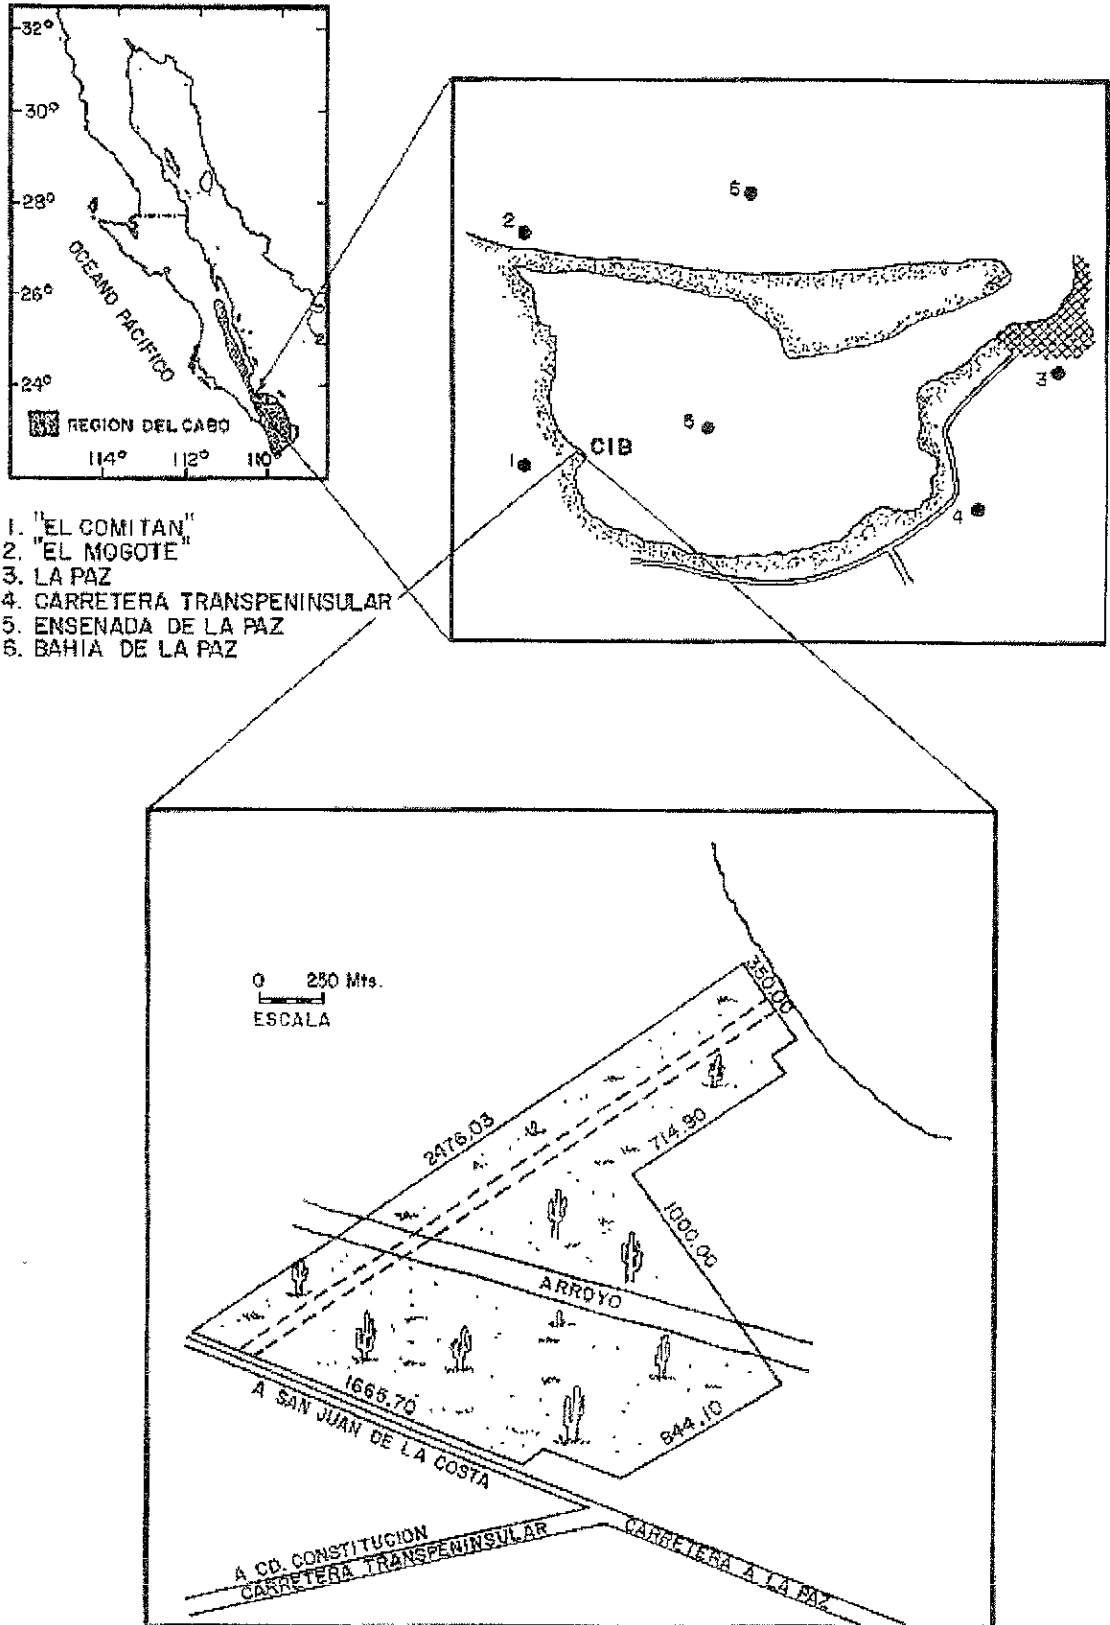 32°
30°
28°
26°
24°
OCEANO PACIFICO
REGION DEL CABO
114° 112° 110
1. "EL COMITAN"
2. "EL MOGOTE"
3. LA PAZ
4. CARRETERA TRANSPENINSULAR
5. ENSENADA DE LA PAZ
6. BAHIA DE LA PAZ
6
2
3
5
CIB
1
4
0 250 Mts.
ESCALA
350.00
2476.03
714.90
1000.00
ARROYO
1665.70
844.10
A SAN JUAN DE LA COSTA
A CD. CONSTITUCION
CARRETERA TRANSPENINSULAR
CARRETERA A LA PAZ